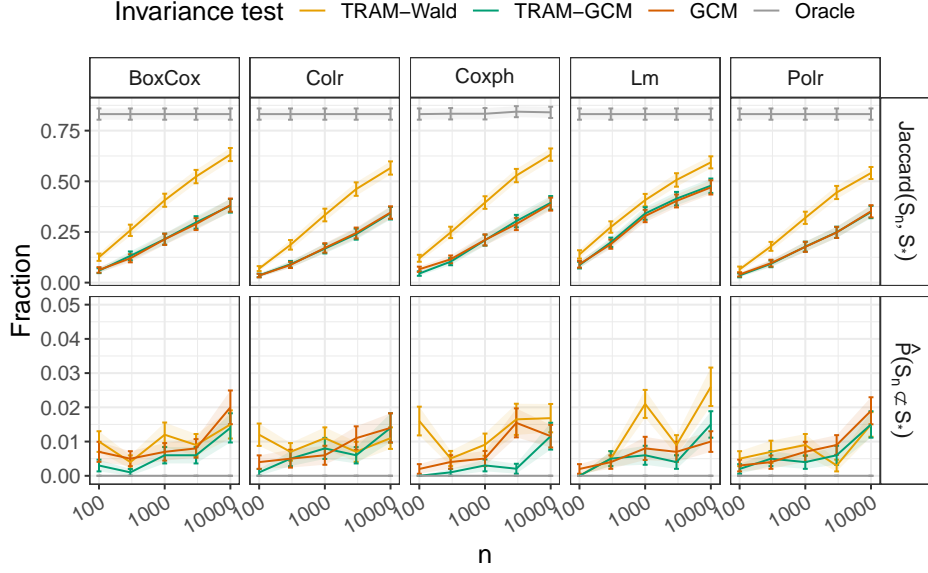 Invariance test TRAM−Wald TRAM−GCM GCM Oracle
BoxCox Colr Coxph Lm Polr
Fraction
0.75
0.50
0.25
0.00
Jaccard(Sₙ, S*)
0.05
0.04
0.03
0.02
0.01
0.00
P̂(Sₙ ⊄ S*)
100 1000 10000 100 1000 10000 100 1000 10000 100 1000 10000 100 1000 10000
n